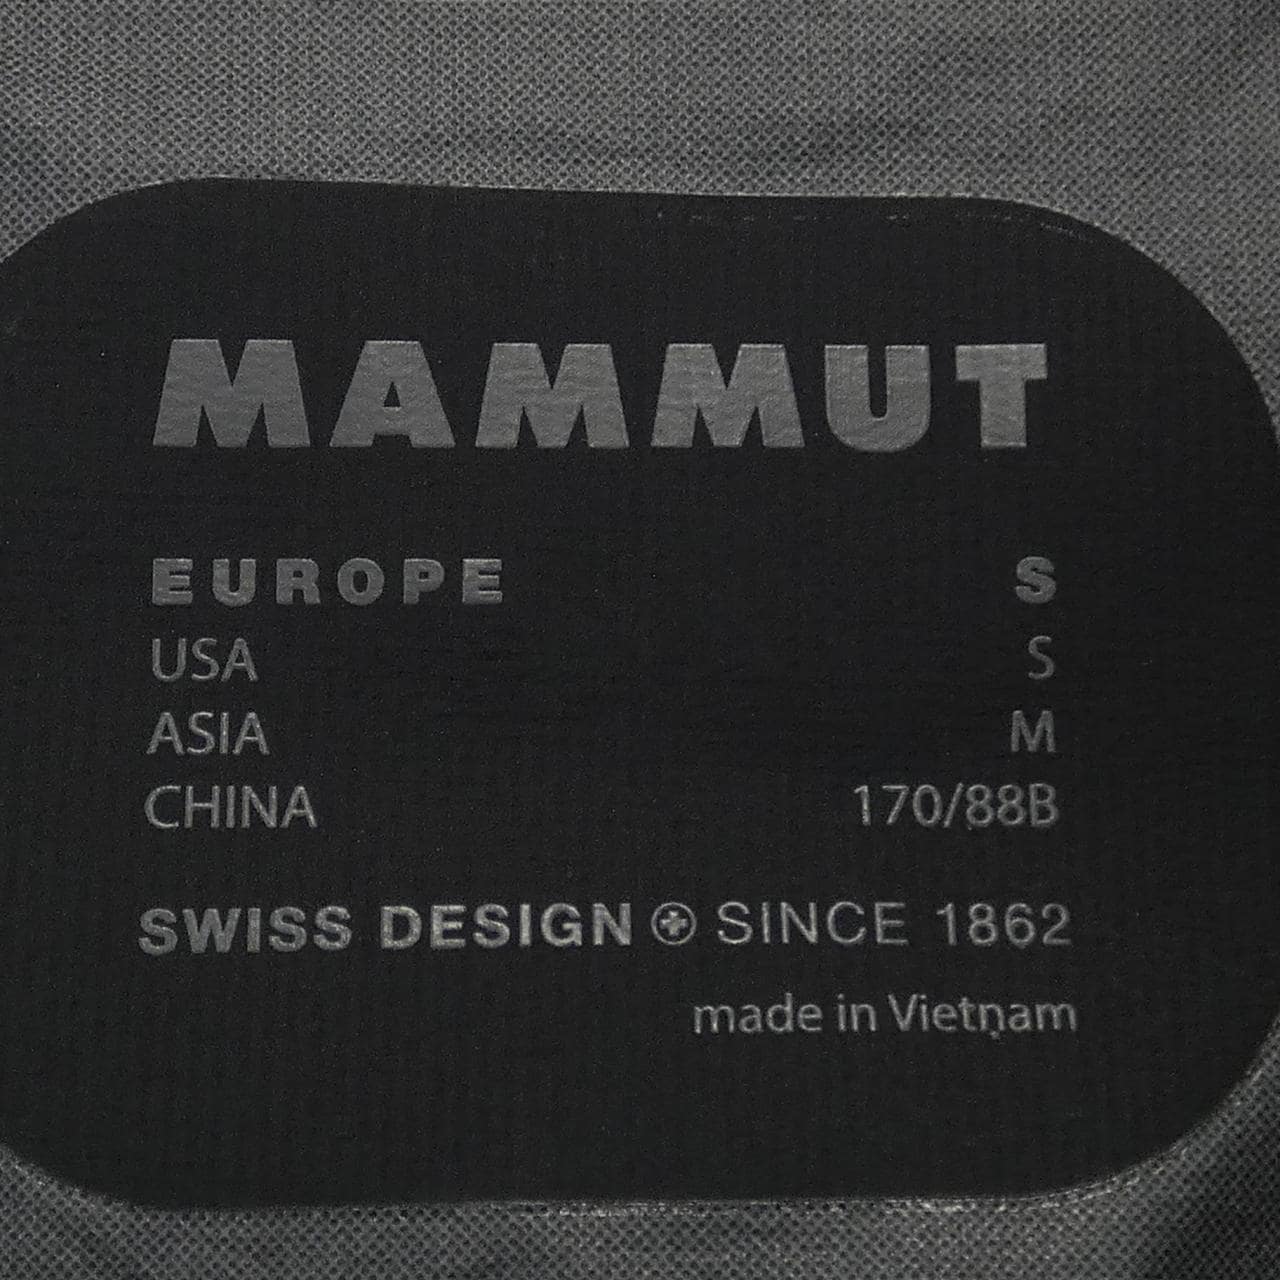 MAMMUT
EUROPE S
USA S
ASIA M
CHINA 170/88B
SWISS DESIGN SINCE 1862
made in Vietnam